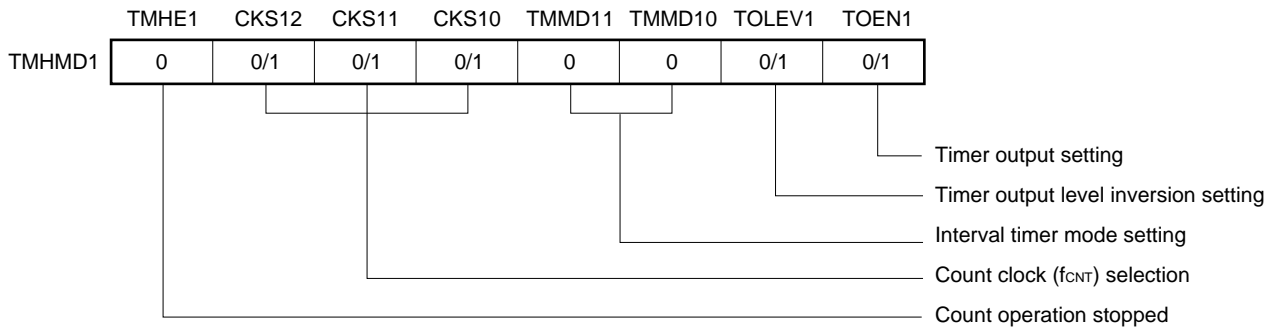 TMHE1 CKS12 CKS11 CKS10 TMMD11 TMMD10 TOLEV1 TOEN1
TMHMD1 0 0/1 0/1 0/1 0 0 0/1 0/1
Timer output setting
Timer output level inversion setting
Interval timer mode setting
Count clock (fCNT) selection
Count operation stopped